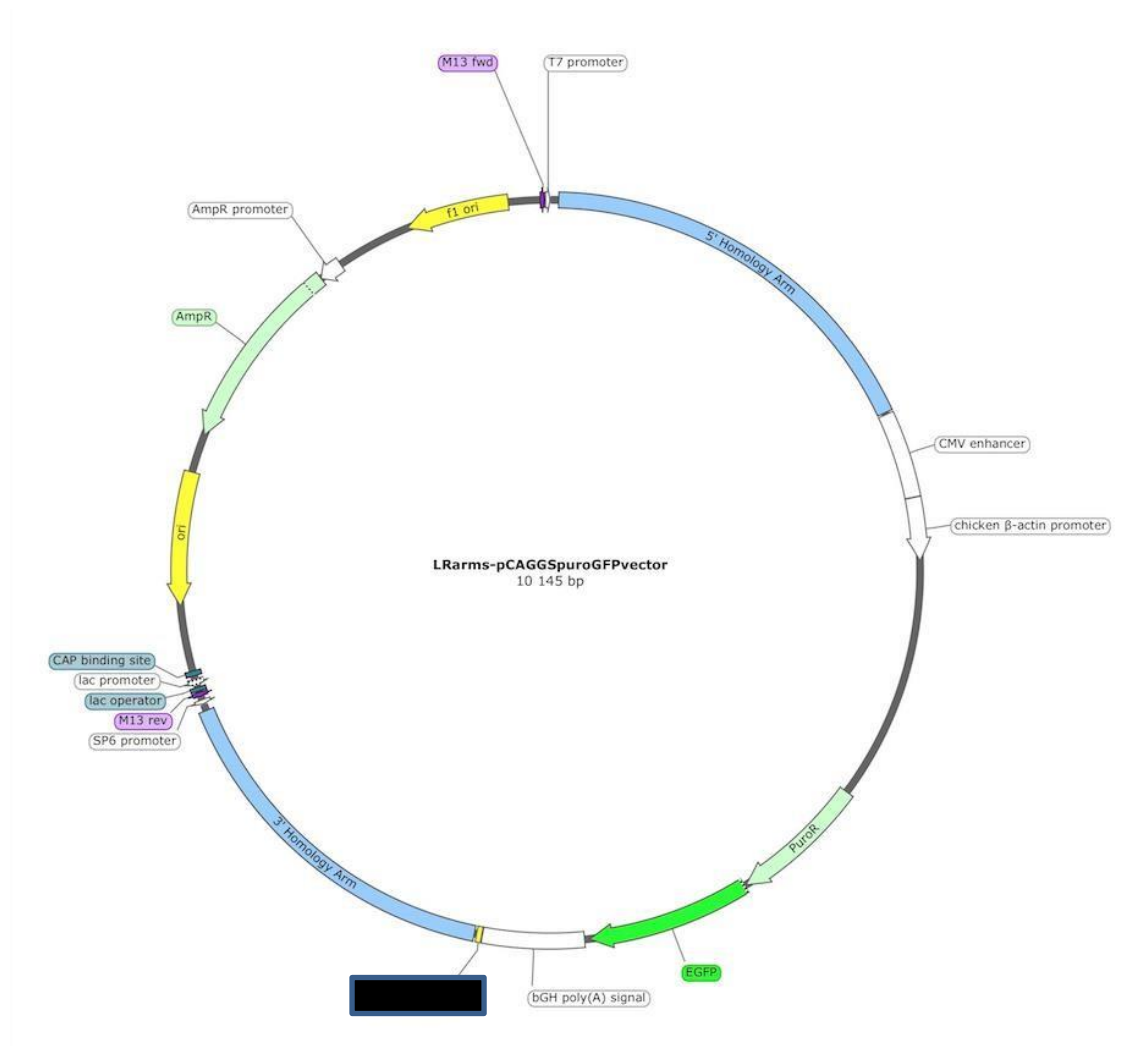 M13 fwd
T7 promoter
AmpR promoter
f1 ori
5' Homology Arm
AmpR
CMV enhancer
chicken β-actin promoter
ori
LRarms-pCAGGSpuroGFPvector
10 145 bp
CAP binding site
lac promoter
lac operator
M13 rev
SP6 promoter
3' Homology Arm
PuroR
EGFP
bGH poly(A) signal